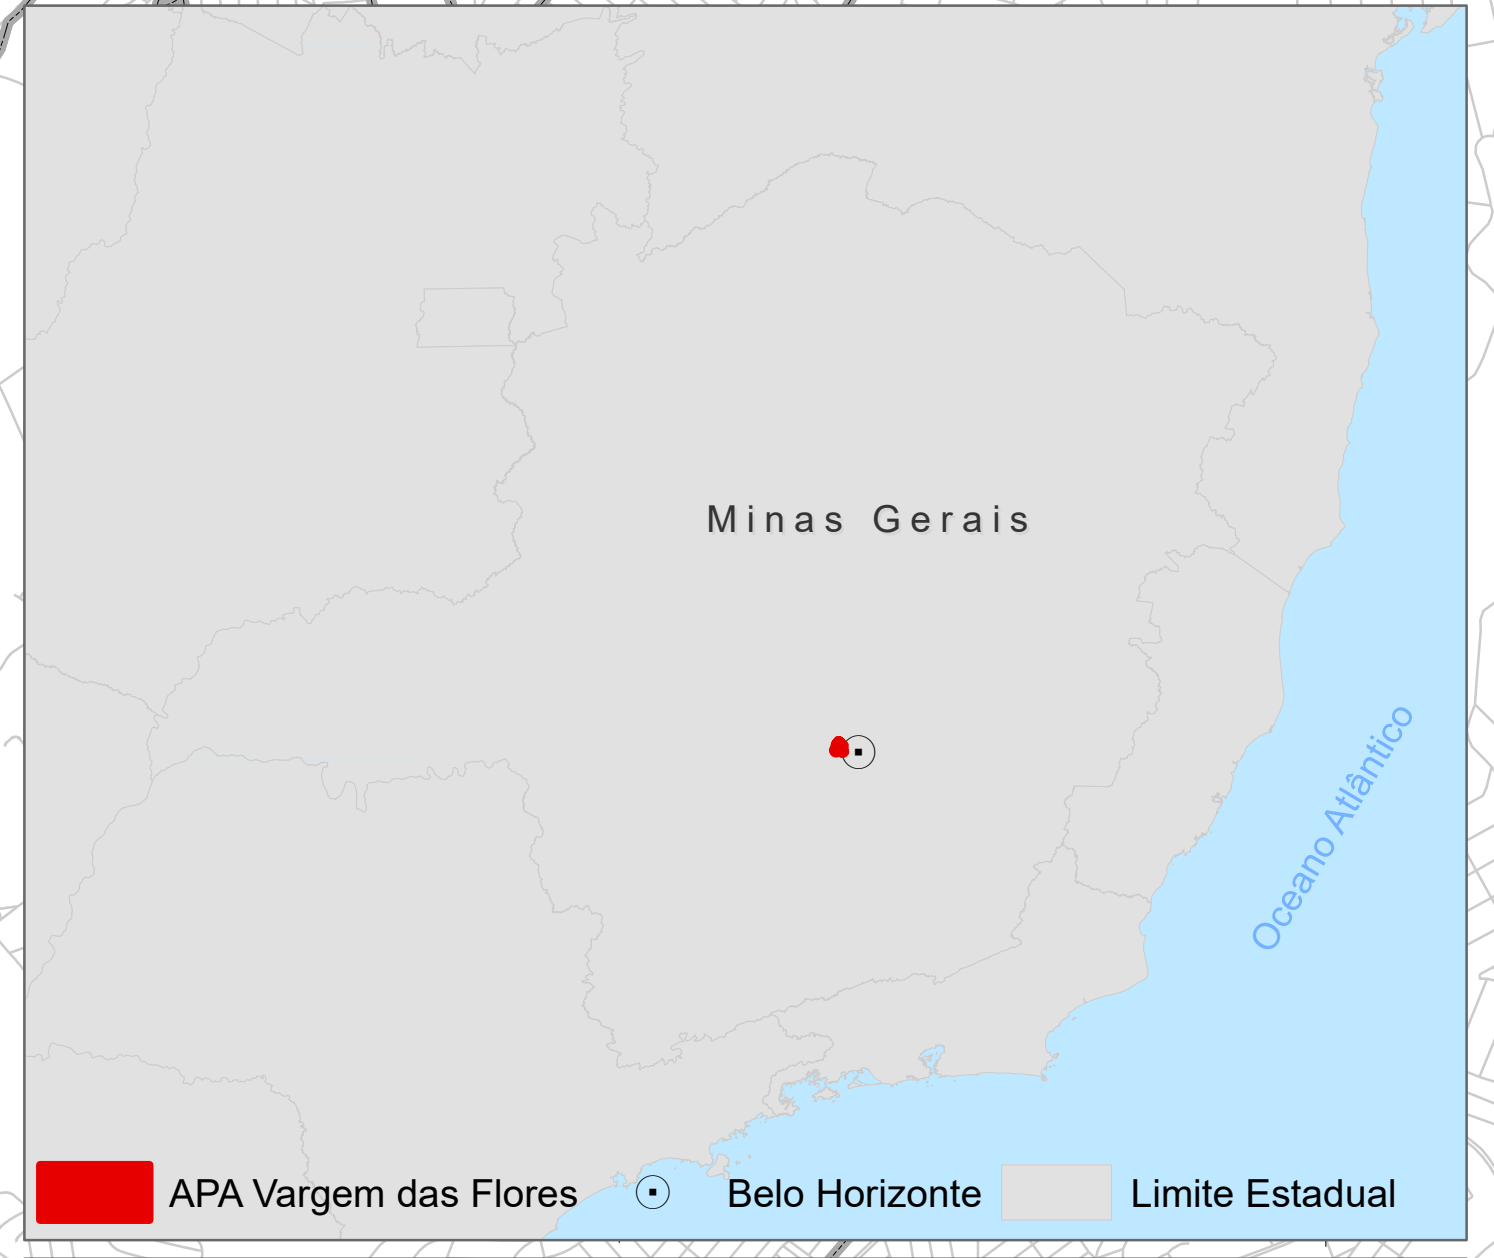 Minas Gerais
Oceano Atlântico
APA Vargem das Flores
Belo Horizonte
Limite Estadual